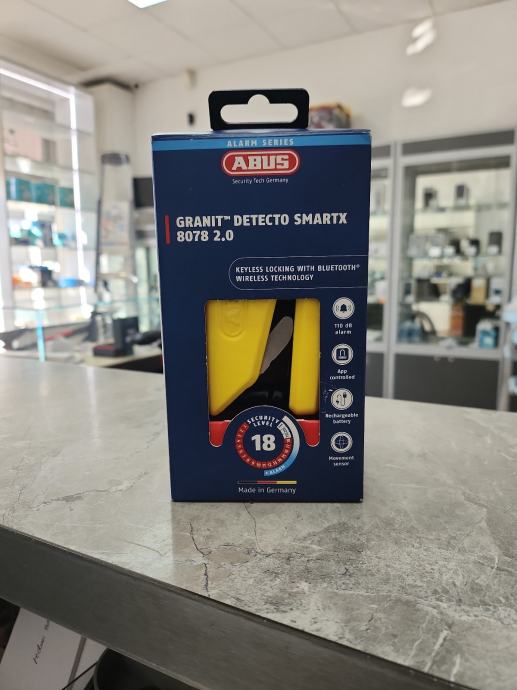 ALARM SERIES
ABUS
Security Tech Germany
GRANIT™ DETECTO SMARTX
8078 2.0
KEYLESS LOCKING WITH BLUETOOTH®
WIRELESS TECHNOLOGY
110 dB
alarm
App
controlled
Rechargeable
battery
Movement
sensor
SECURITY
LEVEL
18
+ ALARM
Made in Germany